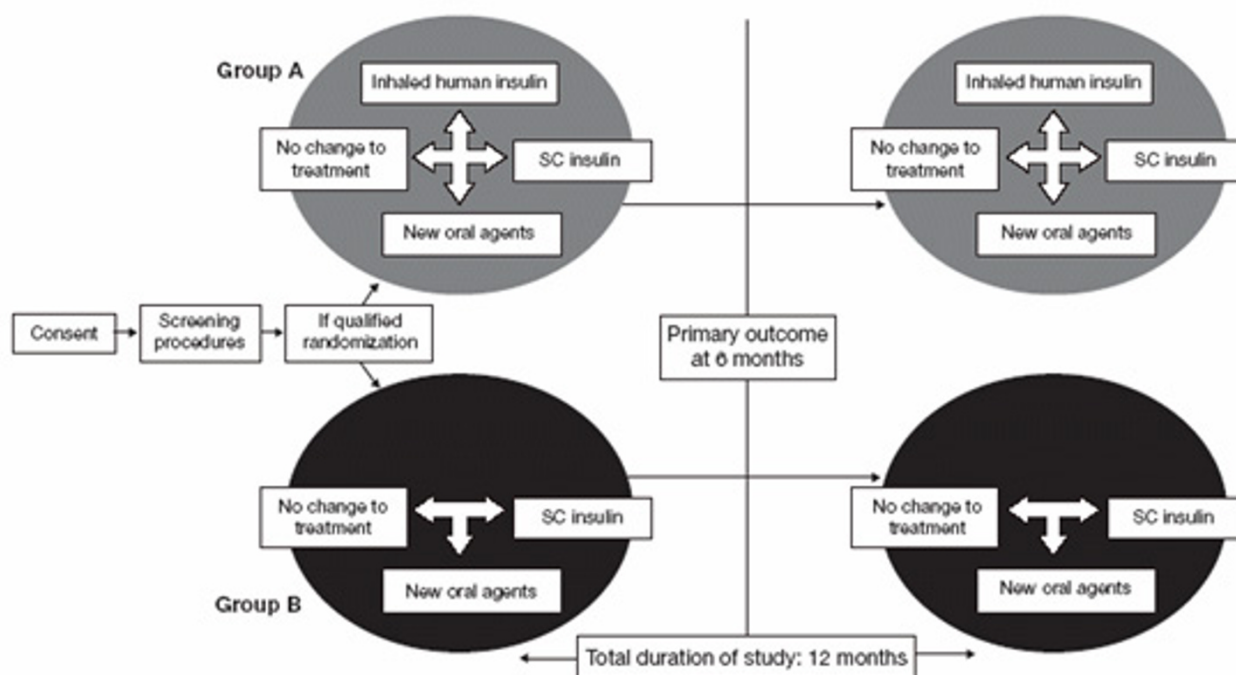 Group A
Inhaled human insulin
No change to
treatment
SC insulin
New oral agents
Inhaled human insulin
No change to
treatment
SC insulin
New oral agents
Consent
Screening
procedures
If qualified
randomization
Primary outcome
at 6 months
No change to
treatment
SC insulin
New oral agents
Group B
No change to
treatment
SC insulin
New oral agents
Total duration of study: 12 months